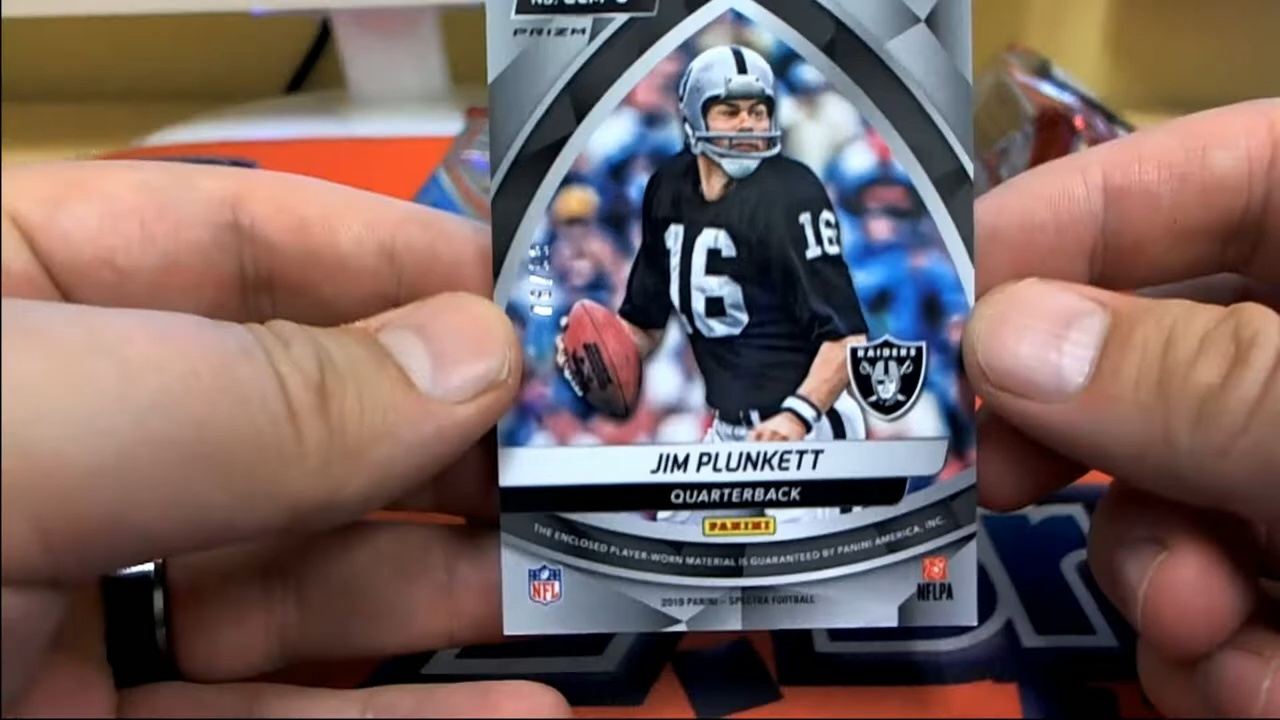 PRIZM
16
16
RAIDERS
JIM PLUNKETT
QUARTERBACK
PANINI
THE ENCLOSED PLAYER-WORN MATERIAL IS GUARANTEED BY PANINI AMERICA, INC.
NFL
NFLPA
2019 PANINI – SPECTRA FOOTBALL